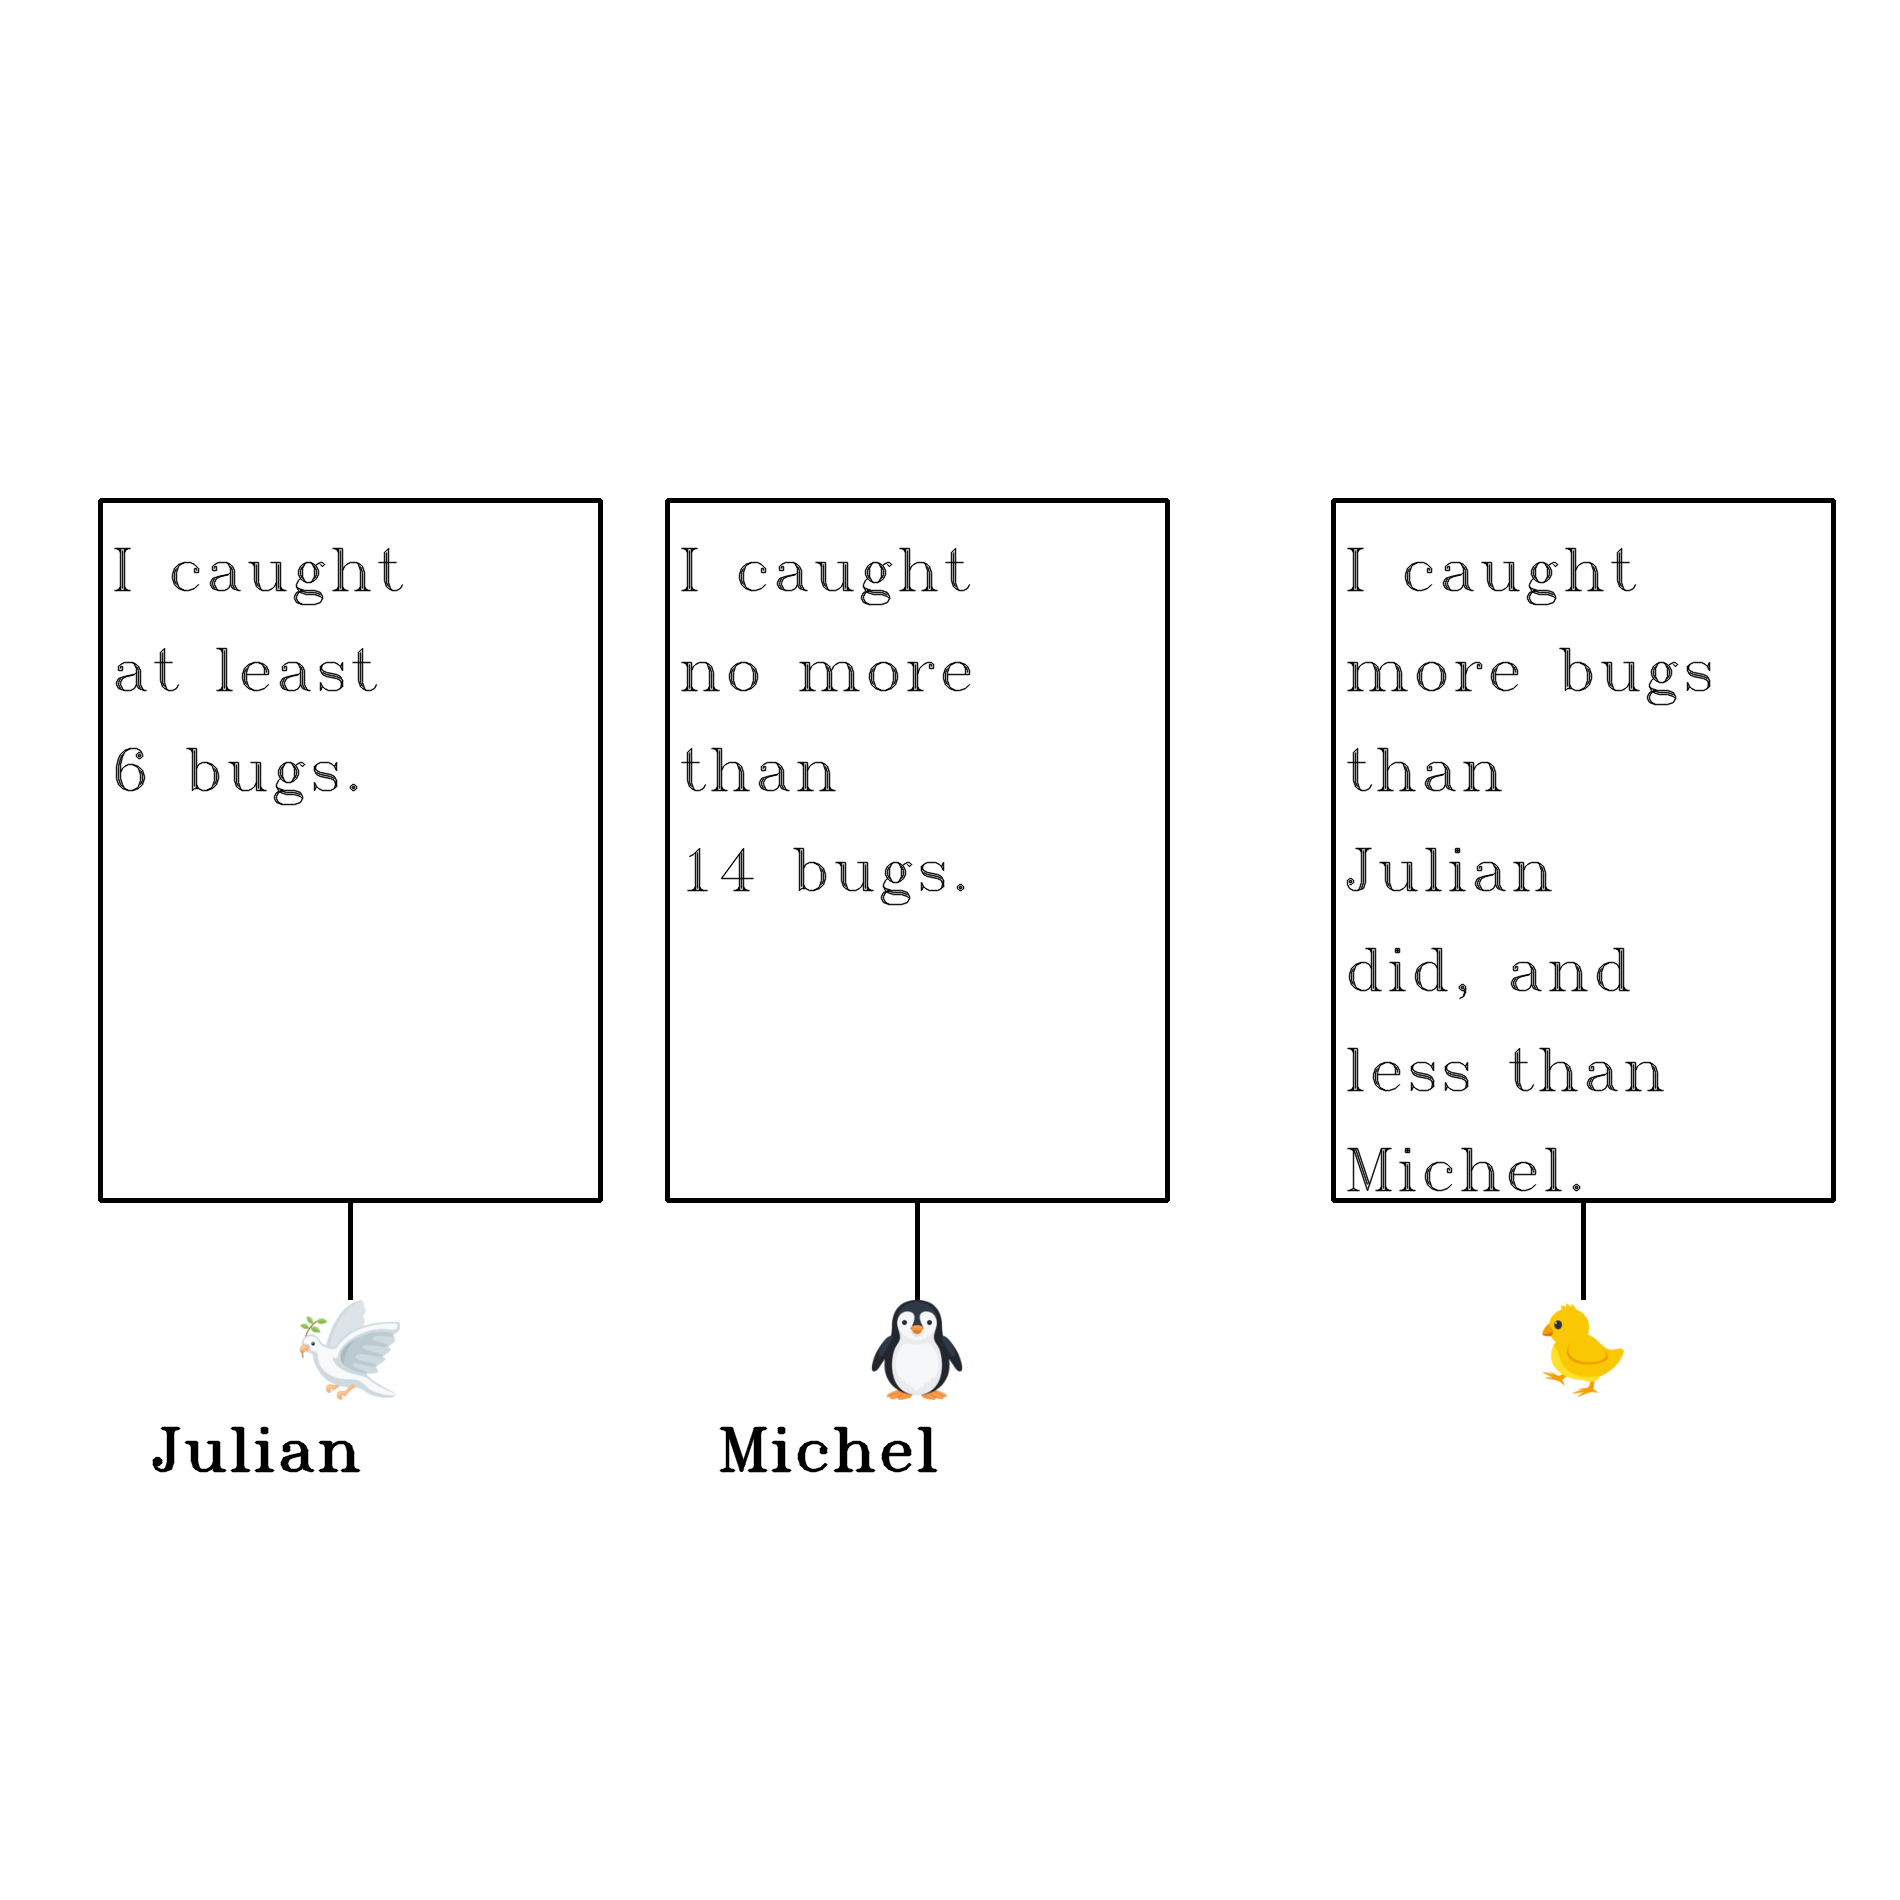 I caught
at least
6 bugs.
I caught
no more
than
14 bugs.
I caught
more bugs
than
Julian
did, and
less than
Michel.
Julian
Michel